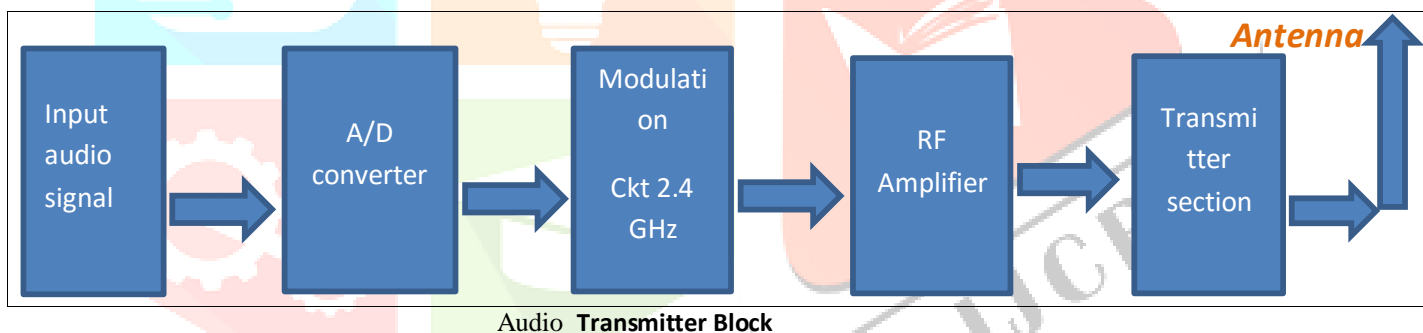 Antenna
Input
audio
signal
A/D
converter
Modulati
on
Ckt 2.4
GHz
RF
Amplifier
Transmi
tter
section
IJCR
Audio Transmitter Block